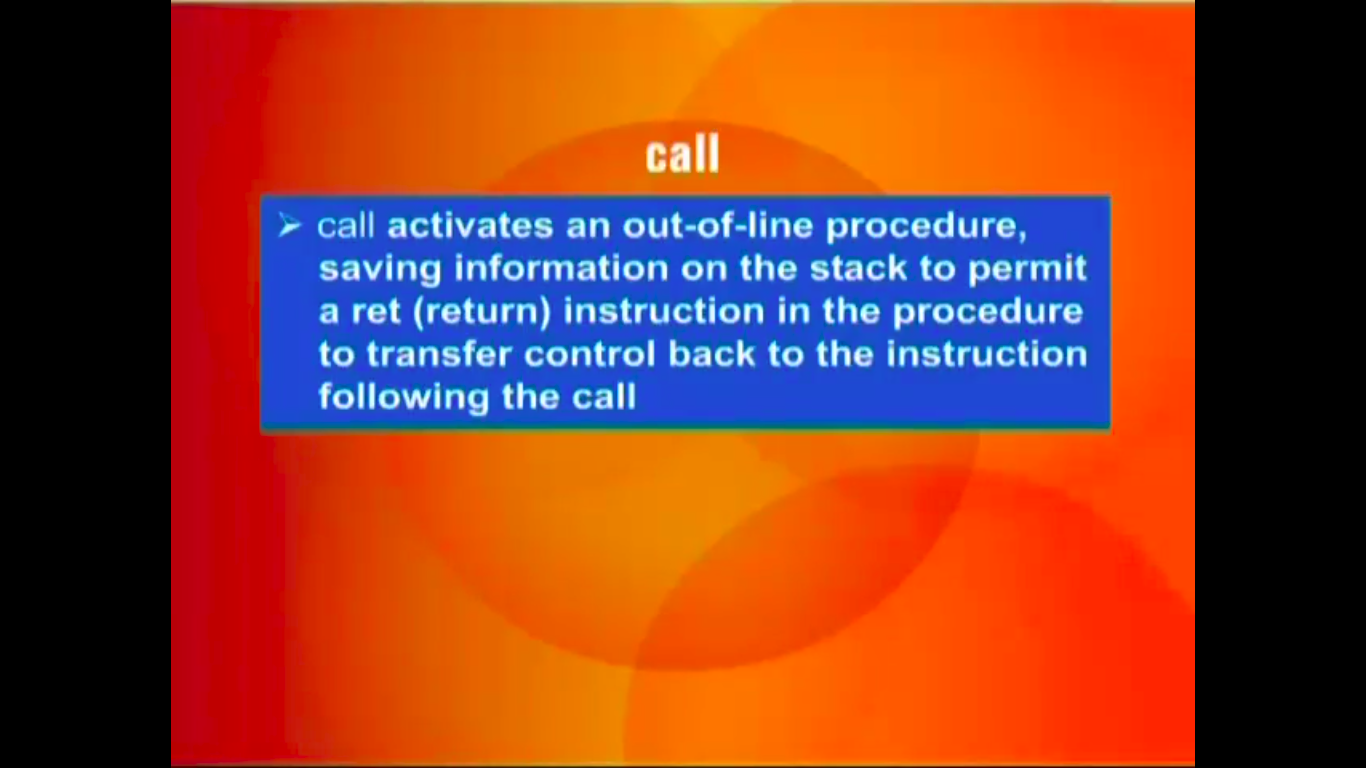 call
➢ call activates an out-of-line procedure,
saving information on the stack to permit
a ret (return) instruction in the procedure
to transfer control back to the instruction
following the call